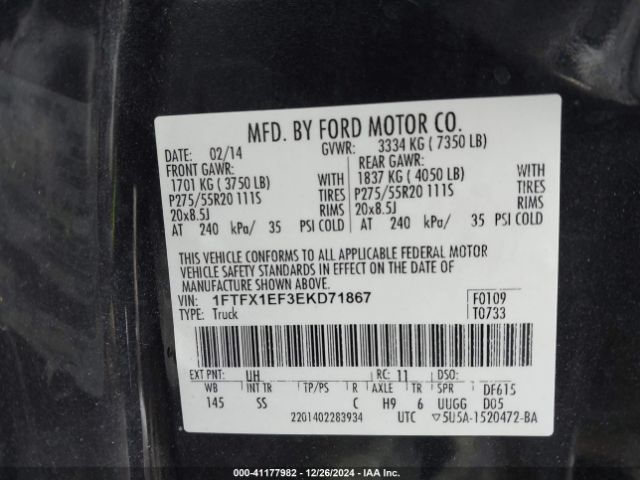 MFD. BY FORD MOTOR CO.
DATE: 02/14 GVWR: 3334 KG ( 7350 LB)
FRONT GAWR: REAR GAWR:
1701 KG ( 3750 LB) WITH 1837 KG ( 4050 LB) WITH
P275/55R20 111S TIRES P275/55R20 111S TIRES
20x8.5J RIMS 20x8.5J RIMS
AT 240 kPa/ 35 PSI COLD AT 240 kPa/ 35 PSI COLD
THIS VEHICLE CONFORMS TO ALL APPLICABLE FEDERAL MOTOR
VEHICLE SAFETY STANDARDS IN EFFECT ON THE DATE OF
MANUFACTURE SHOWN ABOVE.
VIN: 1FTFX1EF3EKD71867 F0109
TYPE: Truck T0733
EXT PNT: UH RC: 11 DSO:
WB INT TR TP/PS R AXLE TR SPR DF615
145 SS C H9 6 UUGG D05
2201402283934 UTC ▽5U5A-1520472-BA
000-41177982 - 12/26/2024 - IAA Inc.